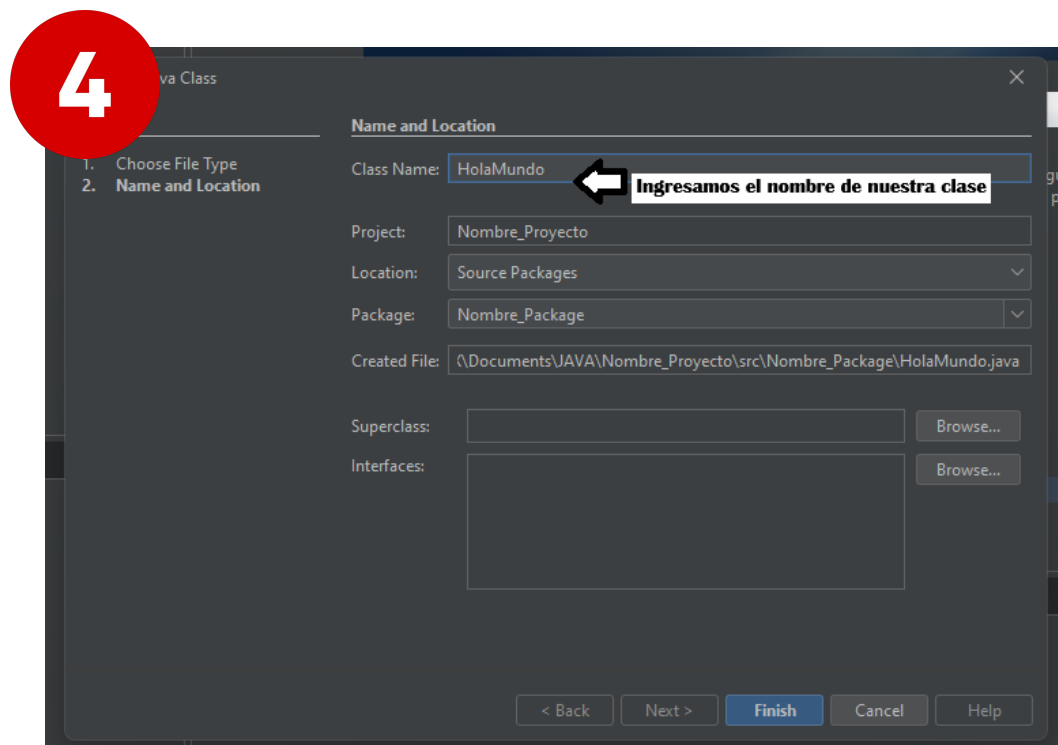 4
va Class
Name and Location
1. Choose File Type
2. Name and Location
Class Name: HolaMundo
Ingresamos el nombre de nuestra clase
Project: Nombre_Proyecto
Location: Source Packages
Package: Nombre_Package
Created File: \Documents\JAVA\Nombre_Proyecto\src\Nombre_Package\HolaMundo.java
Superclass: Browse...
Interfaces: Browse...
< Back Next > Finish Cancel Help